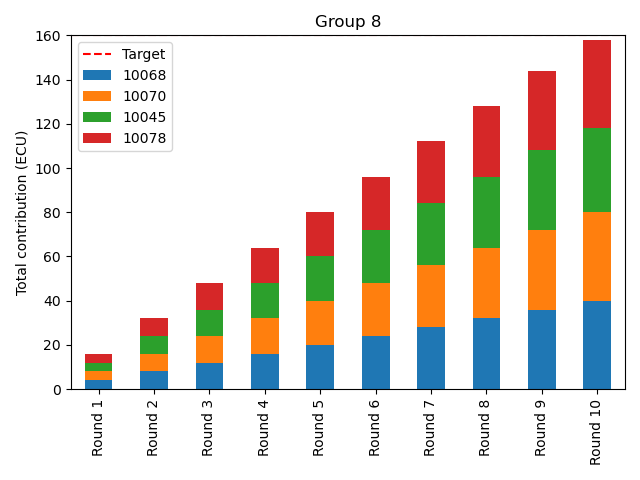 Group 8
Total contribution (ECU)
160
140
120
100
80
60
40
20
0
Target
10068
10070
10045
10078
Round 1
Round 2
Round 3
Round 4
Round 5
Round 6
Round 7
Round 8
Round 9
Round 10